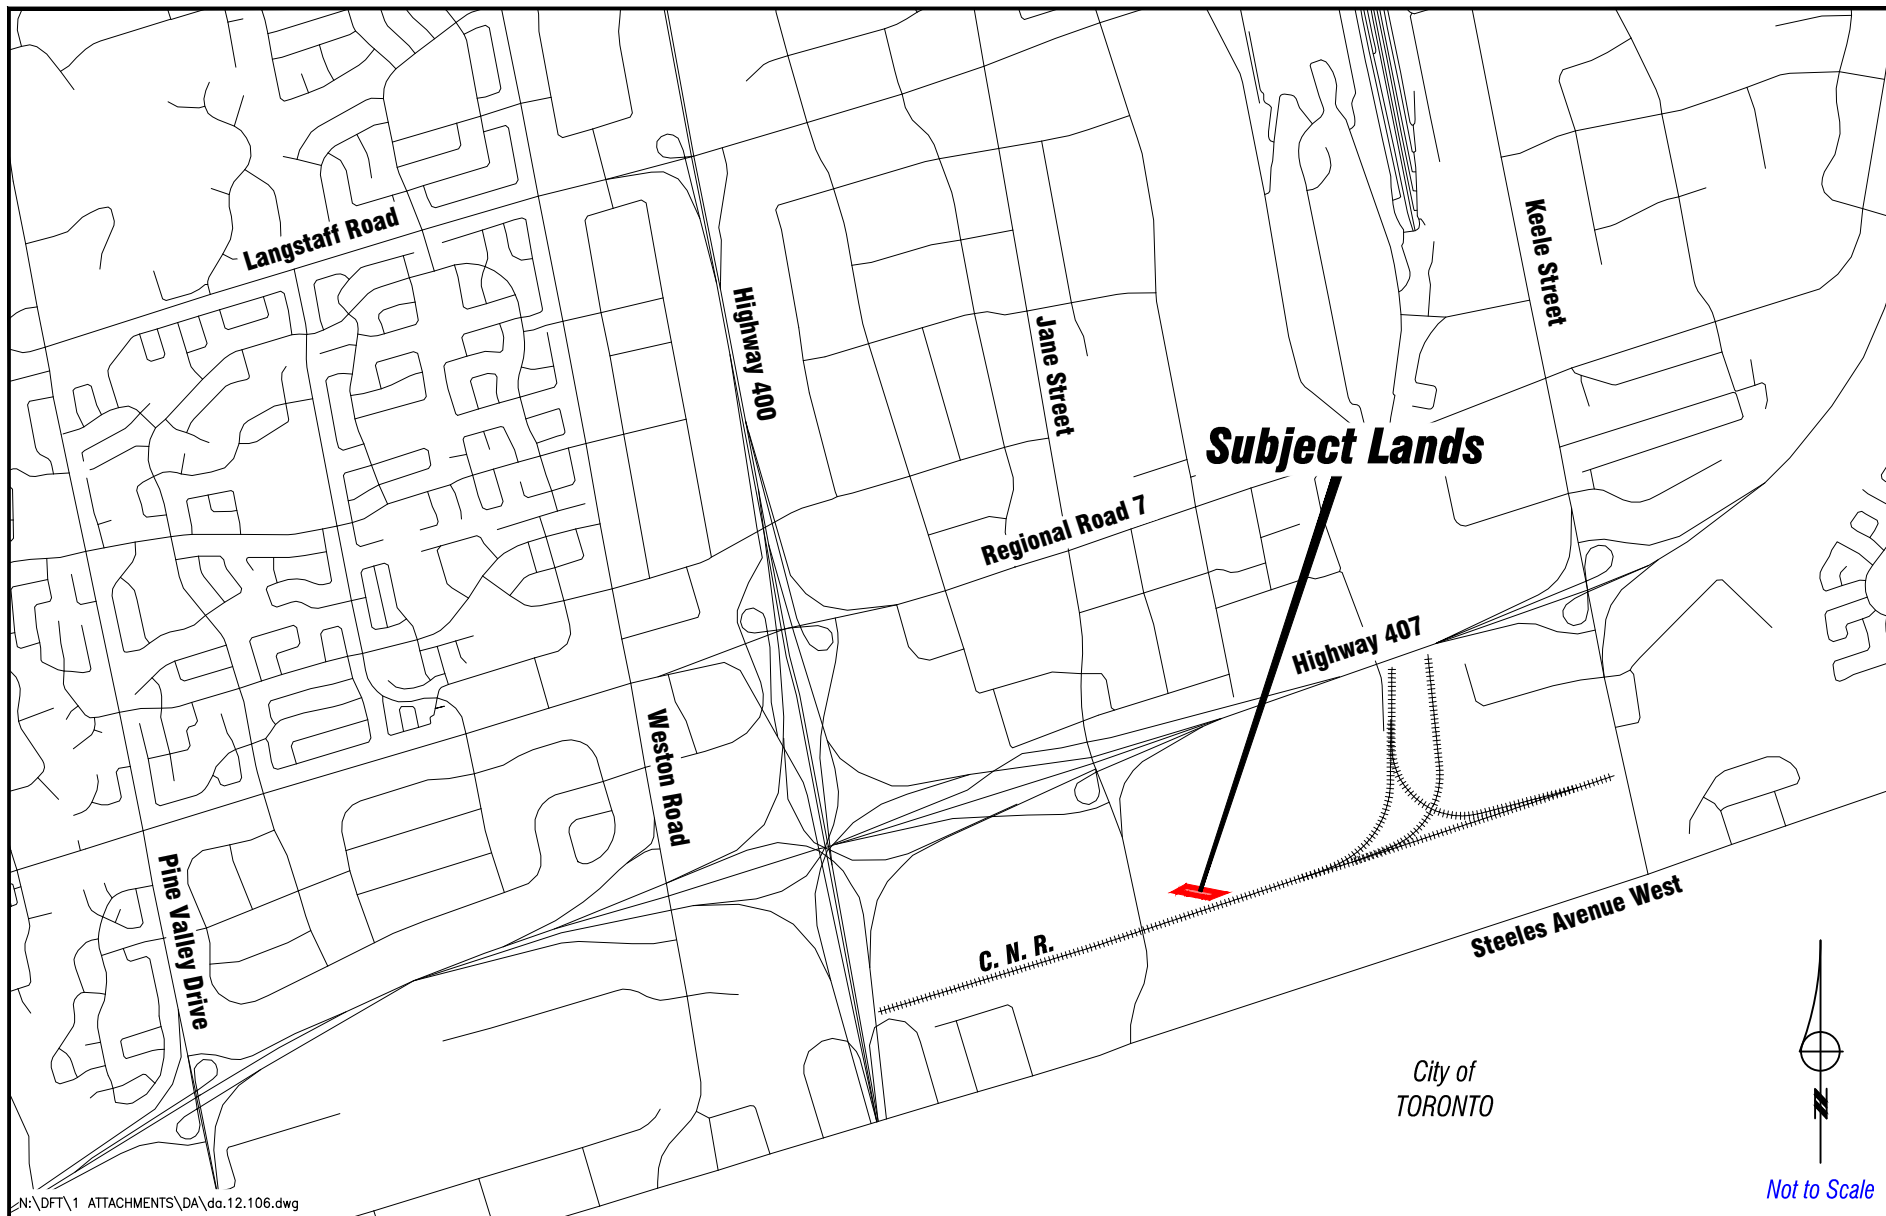 Langstaff Road
Keele Street
Highway 400
Jane Street
Subject Lands
Regional Road 7
Highway 407
Weston Road
Pine Valley Drive
Steeles Avenue West
C. N. R.
City of
TORONTO
N
Not to Scale
N:\DFT\1 ATTACHMENTS\DA\da.12.106.dwg